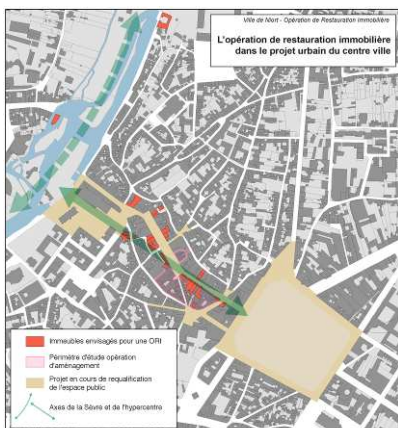 Ville de Niort - Opération de Restauration Immobilière
L'opération de restauration immobilière
dans le projet urbain du centre ville
Immeubles envisagés pour une ORI
Périmètre d'étude opération
d'aménagement
Projet en cours de requalification
de l'espace public
Axes de la Sèvre et de l'hypercentre